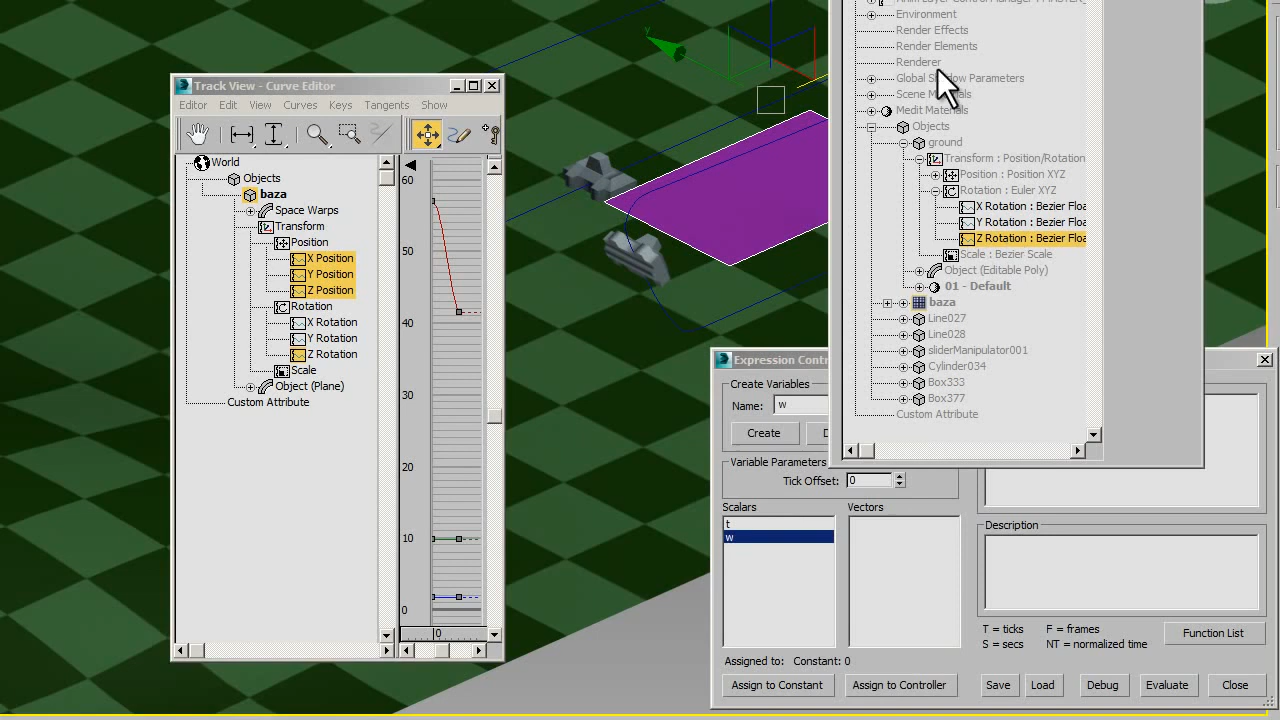 Environment
Render Effects
Render Elements
Renderer
Global Shadow Parameters
Scene Materials
Medit Materials
Objects
ground
Transform : Position/Rotation
Position : Position XYZ
Rotation : Euler XYZ
X Rotation : Bezier Floa
Y Rotation : Bezier Floa
Z Rotation : Bezier Floa
Scale : Bezier Scale
Object (Editable Poly)
01 - Default
baza
Line027
Line028
sliderManipulator001
Cylinder034
Box333
Box377
Custom Attribute
y
Track View - Curve Editor
Editor Edit View Curves Keys Tangents Show
World
Objects
baza
Space Warps
Transform
Position
X Position
Y Position
Z Position
Rotation
X Rotation
Y Rotation
Z Rotation
Scale
Object (Plane)
Custom Attribute
60
50
40
30
20
10
0
0
Expression Contr
Create Variables
Name: w
Create D
Variable Parameters
Tick Offset: 0
Scalars Vectors
t
w
Description
T = ticks F = frames
S = secs NT = normalized time
Function List
Assigned to: Constant: 0
Assign to Constant Assign to Controller Save Load Debug Evaluate Close